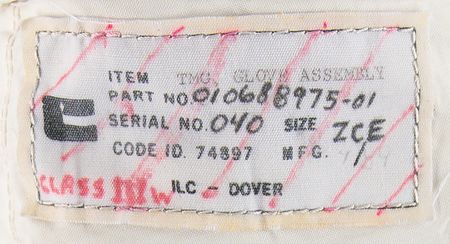 ITEM TMG, GLOVE ASSEMBLY
PART NO. 010688975-01
SERIAL NO. 040 SIZE ZCE
CODE ID. 74897 MFG.
CLASS III W ILC - DOVER